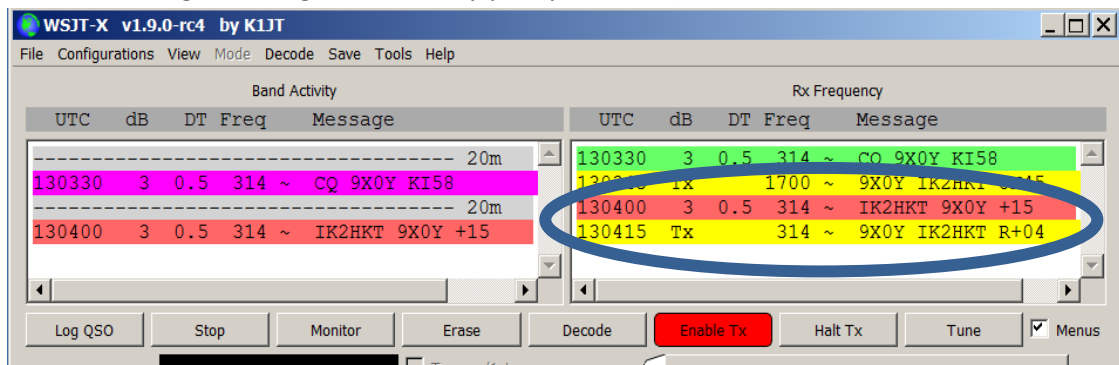 WSJT-X v1.9.0-rc4 by K1JT
File Configurations View Mode Decode Save Tools Help
Band Activity
UTC dB DT Freq Message
------------------------------------ 20m
130330 3 0.5 314 ~ CQ 9X0Y KI58
------------------------------------ 20m
130400 3 0.5 314 ~ IK2HKT 9X0Y +15
Rx Frequency
UTC dB DT Freq Message
130330 3 0.5 314 ~ CQ 9X0Y KI58
Tx 1700 ~ 9X0Y IK2HKT
130400 3 0.5 314 ~ IK2HKT 9X0Y +15
130415 Tx 314 ~ 9X0Y IK2HKT R+04
Log QSO Stop Monitor Erase Decode Enable Tx Halt Tx Tune Menus